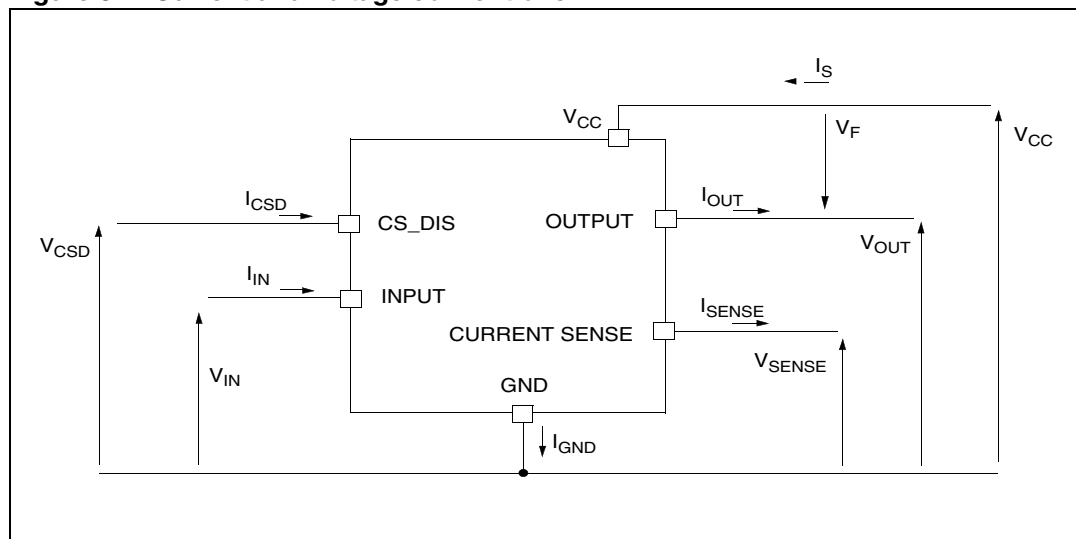 I_S
V_CC
V_F
V_CC
I_CSD
I_OUT
CS_DIS
OUTPUT
V_CSD
V_OUT
I_IN
INPUT
I_SENSE
CURRENT SENSE
V_IN
V_SENSE
GND
I_GND